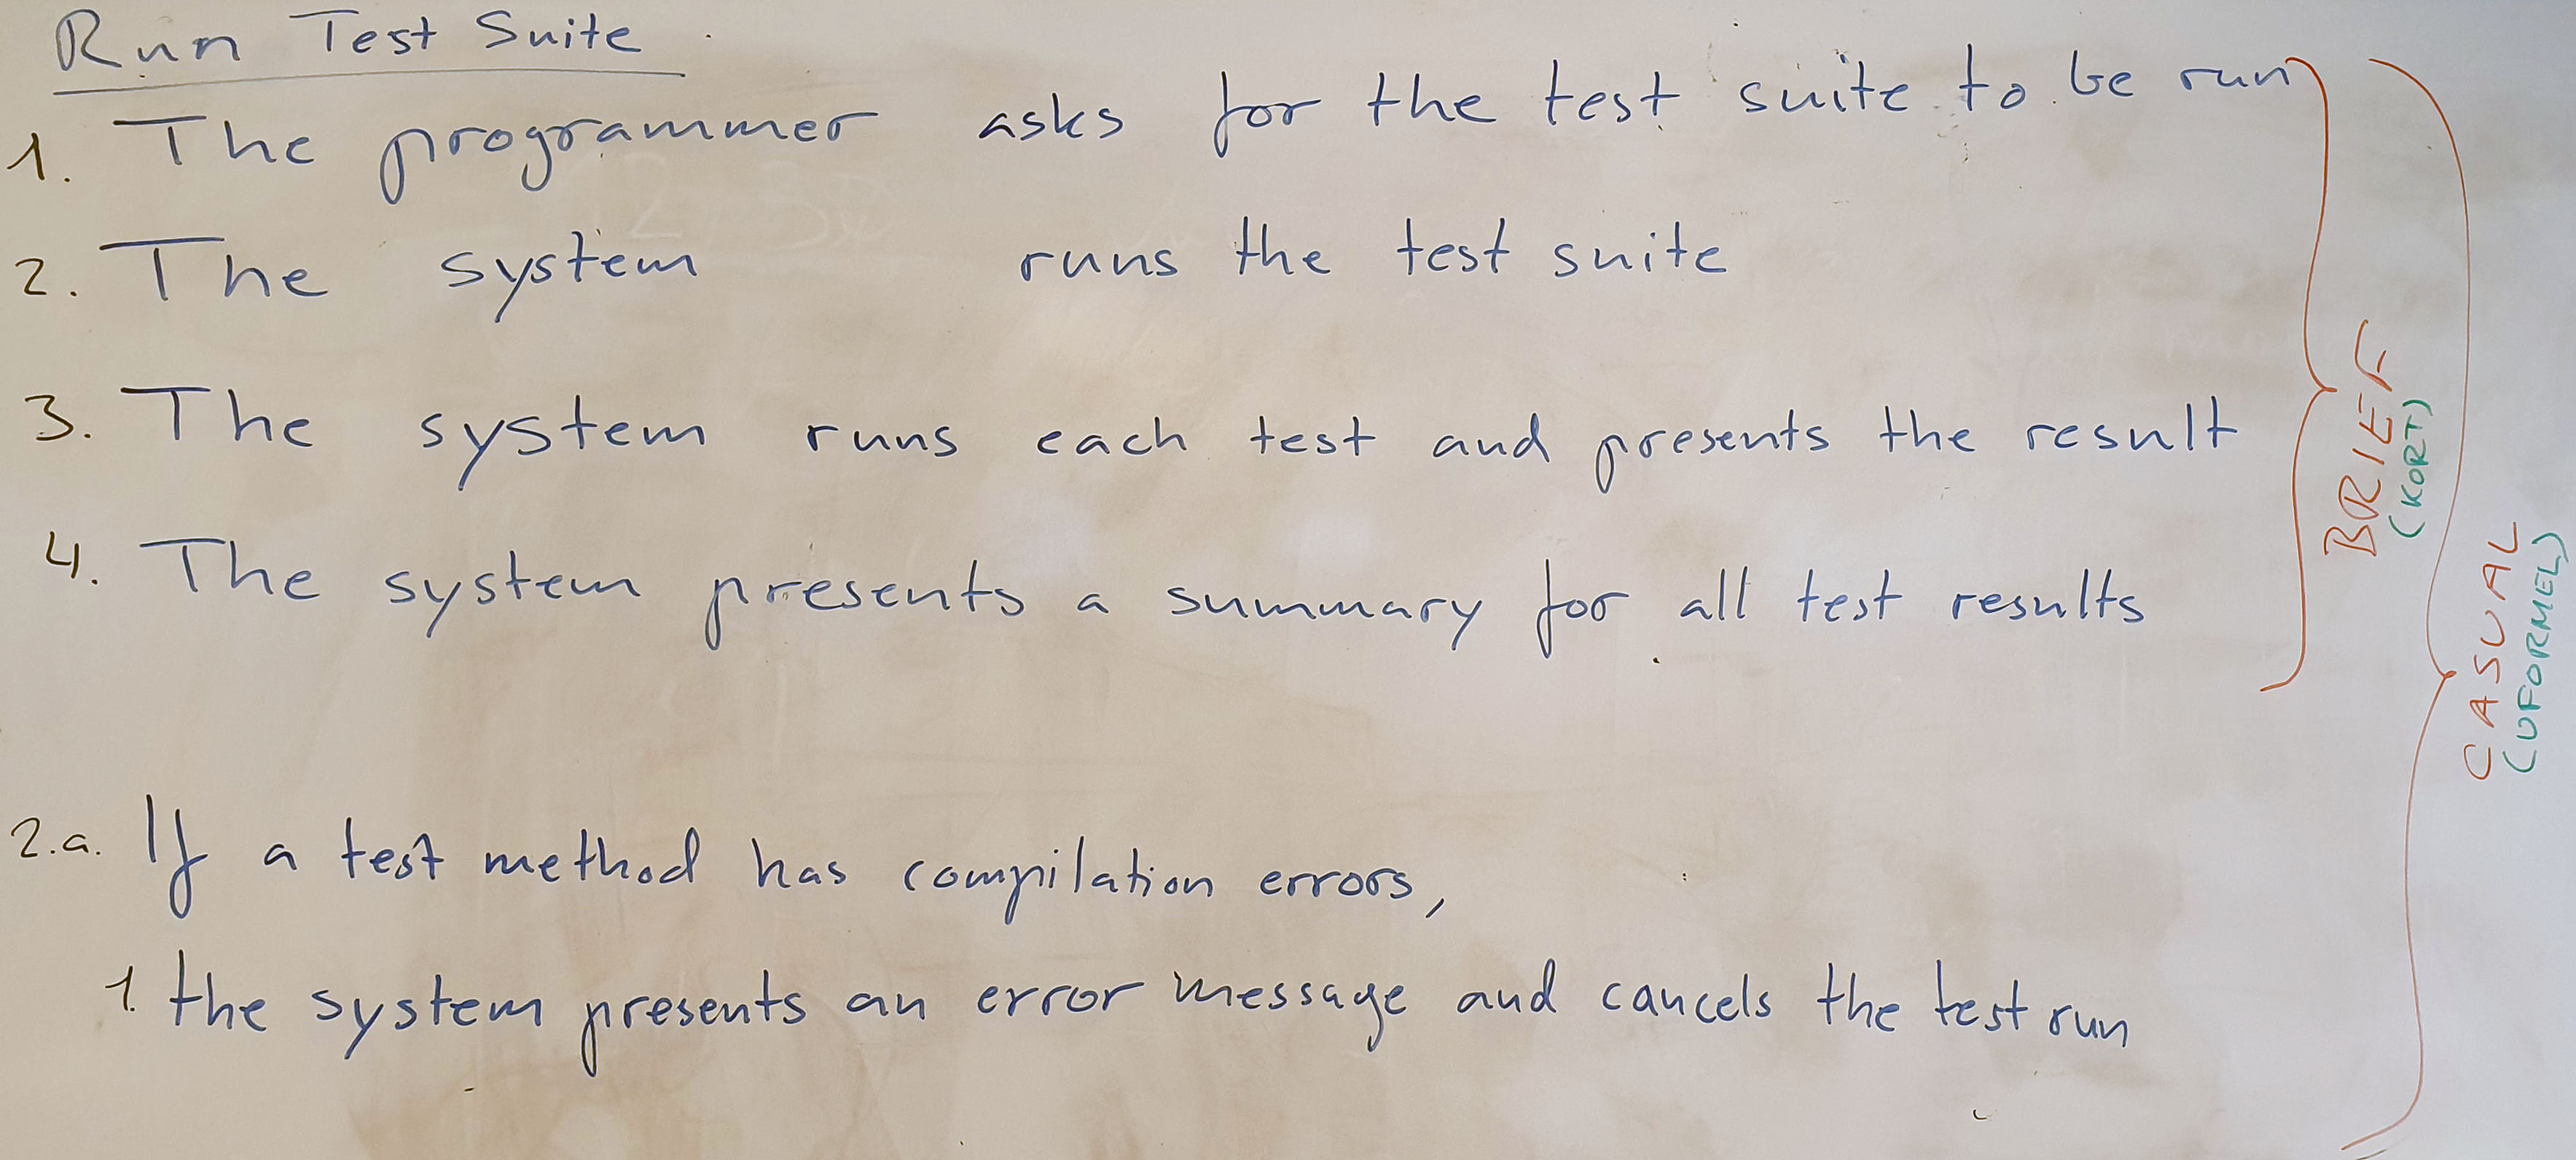 Run Test Suite
1. The programmer asks for the test suite to be run
2. The system runs the test suite
3. The system runs each test and presents the result
4. The system presents a summary for all test results
2.a. If a test method has compilation errors,
1. the system presents an error message and cancels the test run
BRIEF
(KORT)
CASUAL
(UFORMEL)